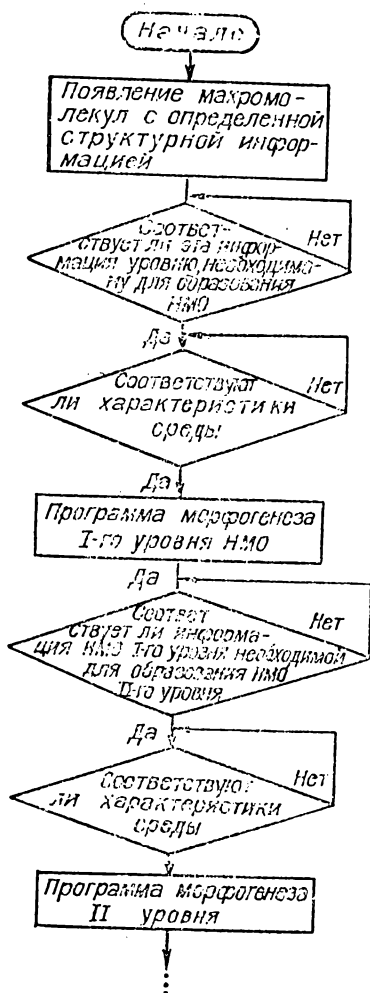 Начало
Появление макромо-
лекул с определенной
структурной инфор-
мацией
Соответ-
ствует ли эта инфор-
мация уровню, необходимо-
му для образования
НМО
Нет
Да
Соответствуют
ли характеристики
среды
Нет
Да
Программа морфогенеза
I-го уровня НМО
Да
Соответ
ствует ли информа-
ция НМО I-го уровня необходимой
для образования НМО
II-го уровня
Нет
Да
Соответствуют
ли характеристики
среды
Нет
Программа морфогенеза
II уровня